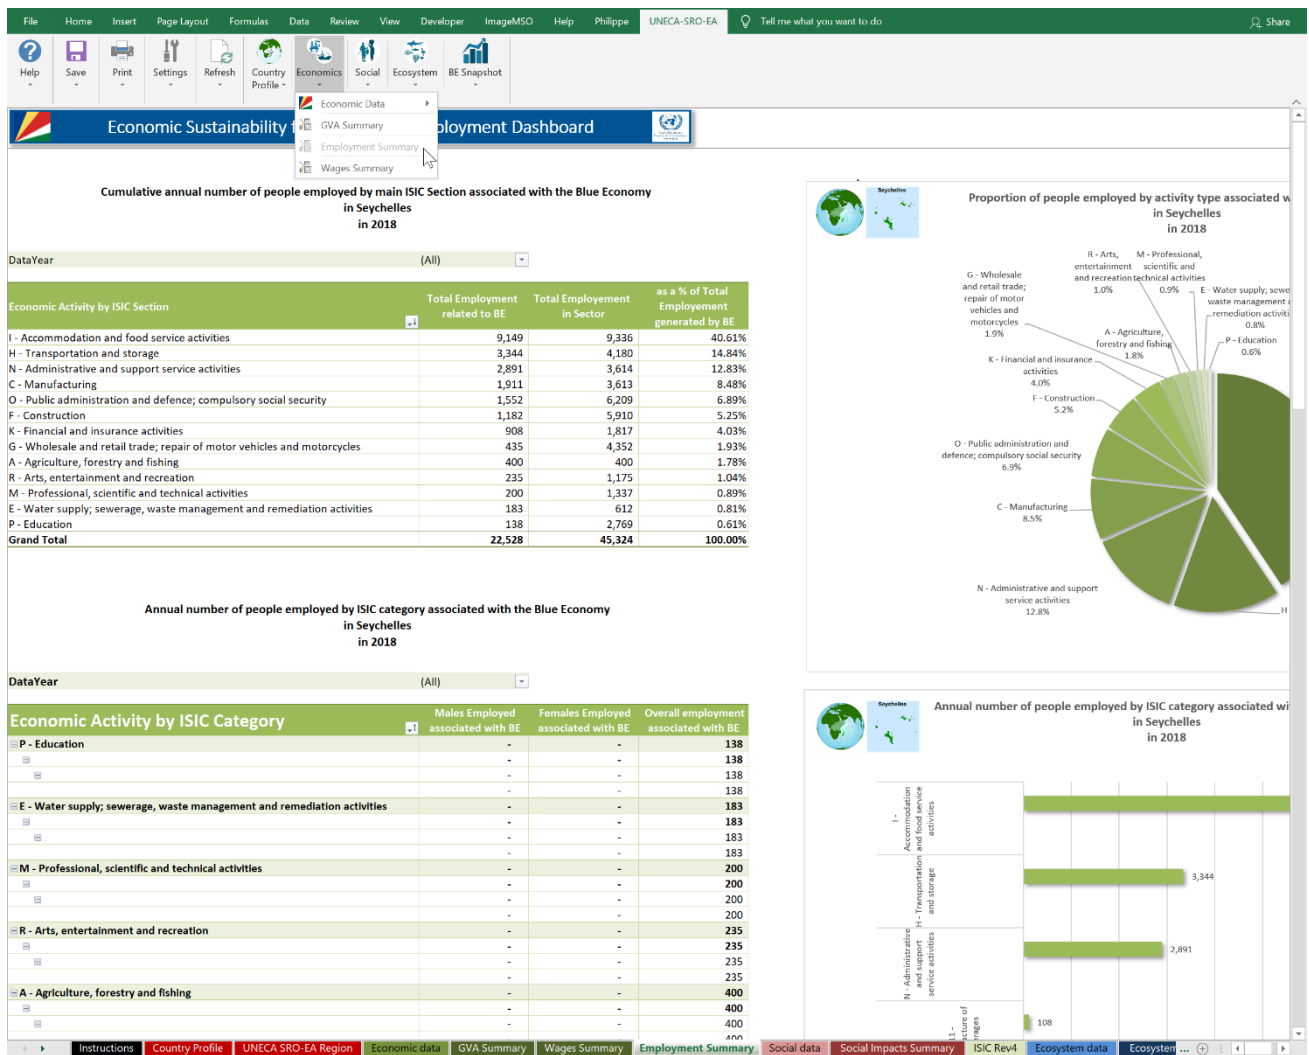 File Home Insert Page Layout Formulas Data Review View Developer ImageMSO Help Philippe UNECA-SRO-EA Tell me what you want to do Share
Help Save Print Settings Refresh Country Profile Economics Social Ecosystem BE Snapshot
Economic Data
GVA Summary
Employment Summary
Wages Summary
Economic Sustainability f
ployment Dashboard
Cumulative annual number of people employed by main ISIC Section associated with the Blue Economy
in Seychelles
in 2018
DataYear (All)
Economic Activity by ISIC Section Total Employment related to BE Total Employement in Sector as a % of Total Employement generated by BE
I - Accommodation and food service activities 9,149 9,336 40.61%
H - Transportation and storage 3,344 4,180 14.84%
N - Administrative and support service activities 2,891 3,614 12.83%
C - Manufacturing 1,911 3,613 8.48%
O - Public administration and defence; compulsory social security 1,552 6,209 6.89%
F - Construction 1,182 5,910 5.25%
K - Financial and insurance activities 908 1,817 4.03%
G - Wholesale and retail trade; repair of motor vehicles and motorcycles 435 4,352 1.93%
A - Agriculture, forestry and fishing 400 400 1.78%
R - Arts, entertainment and recreation 235 1,175 1.04%
M - Professional, scientific and technical activities 200 1,337 0.89%
E - Water supply; sewerage, waste management and remediation activities 183 612 0.81%
P - Education 138 2,769 0.61%
Grand Total 22,528 45,324 100.00%
Annual number of people employed by ISIC category associated with the Blue Economy
in Seychelles
in 2018
DataYear (All)
Economic Activity by ISIC Category Males Employed associated with BE Females Employed associated with BE Overall employment associated with BE
P - Education - - 138
- - 138
- - 138
- - 138
E - Water supply; sewerage, waste management and remediation activities - - 183
- - 183
- - 183
- - 183
M - Professional, scientific and technical activities - - 200
- - 200
- - 200
- - 200
R - Arts, entertainment and recreation - - 235
- - 235
- - 235
- - 235
A - Agriculture, forestry and fishing - - 400
- - 400
- - 400
- - 400
Seychelles
Proportion of people employed by activity type associated w
in Seychelles
in 2018
R - Arts,
entertainment
and recreation
1.0%
M - Professional,
scientific and
technical activities
0.9%
G - Wholesale
and retail trade;
repair of motor
vehicles and
motorcycles
1.9%
E - Water supply; sewe
waste management a
remediation activiti
0.8%
A - Agriculture,
forestry and fishing
1.8%
P - Education
0.6%
K - Financial and insurance
activities
4.0%
F - Construction
5.2%
O - Public administration and
defence; compulsory social security
6.9%
C - Manufacturing
8.5%
N - Administrative and support
service activities
12.8%
H
Seychelles
Annual number of people employed by ISIC category associated wi
in Seychelles
in 2018
I -
Accommodation
and food service
activities
H - Transportation
and storage
3,344
N - Administrative
and support
service activities
2,891
11 -
cture of
rages
108
Instructions Country Profile UNECA SRO-EA Region Economic data GVA Summary Wages Summary Employment Summary Social data Social Impacts Summary ISIC Rev4 Ecosystem data Ecosystem ...